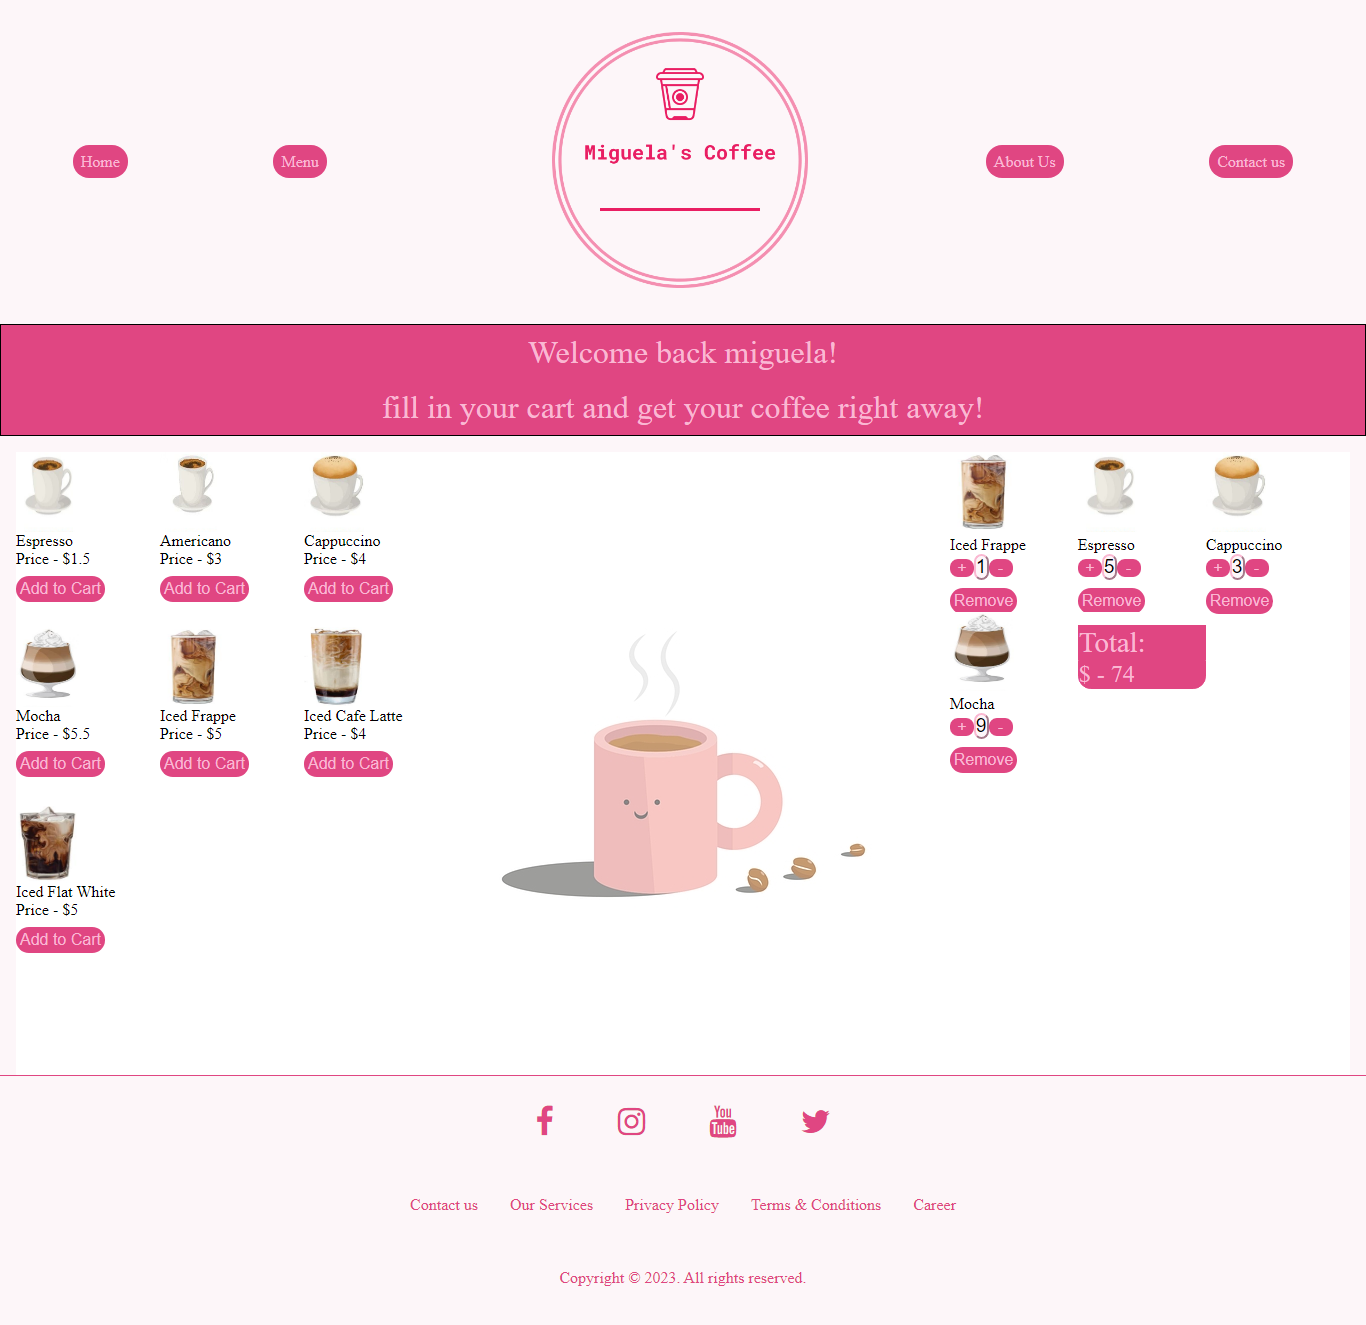 Home
Menu
Miguela's Coffee
About Us
Contact us
Welcome back miguela!
fill in your cart and get your coffee right away!
Espresso
Price - $1.5
Add to Cart
Americano
Price - $3
Add to Cart
Cappuccino
Price - $4
Add to Cart
Mocha
Price - $5.5
Add to Cart
Iced Frappe
Price - $5
Add to Cart
Iced Cafe Latte
Price - $4
Add to Cart
Iced Flat White
Price - $5
Add to Cart
Iced Frappe
+ 1 -
Remove
Espresso
+ 5 -
Remove
Cappuccino
+ 3 -
Remove
Mocha
+ 9 -
Remove
Total:
$ - 74
You
Tube
Contact us
Our Services
Privacy Policy
Terms & Conditions
Career
Copyright © 2023. All rights reserved.